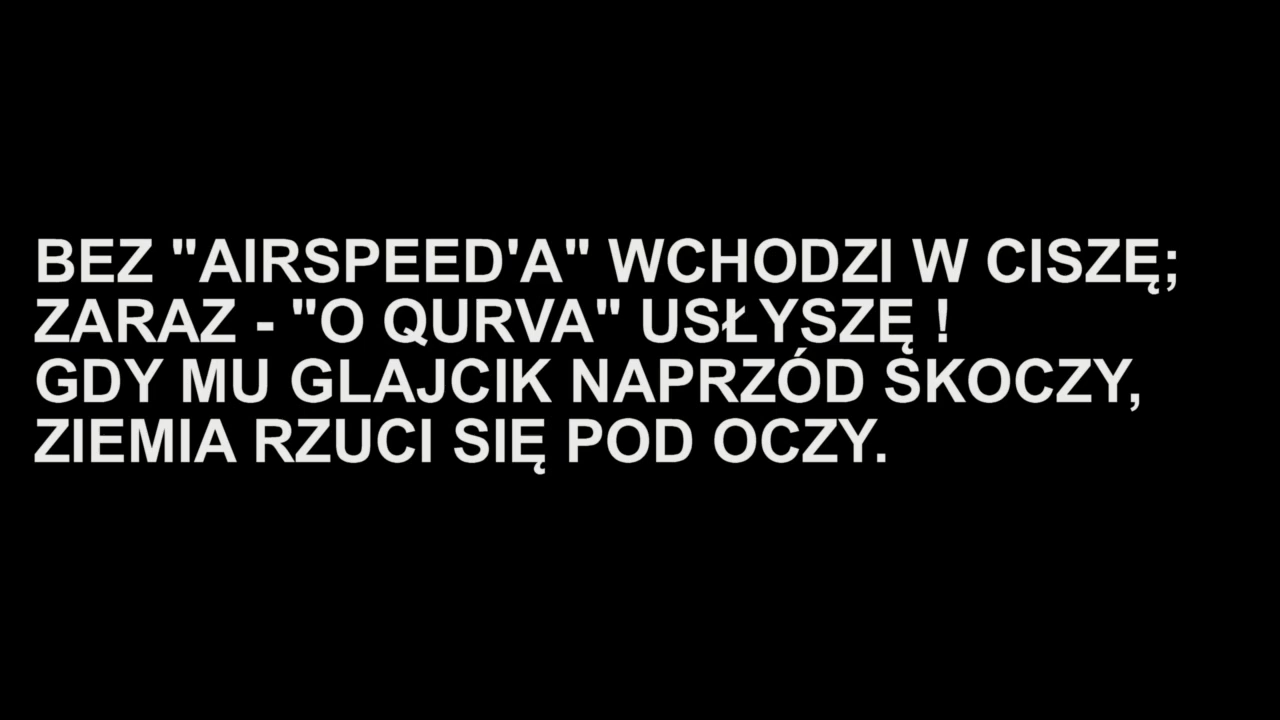 BEZ "AIRSPEED'A" WCHODZI W CISZĘ;
ZARAZ - "O QURVA" USŁYSZĘ !
GDY MU GLAJCIK NAPRZÓD SKOCZY,
ZIEMIA RZUCI SIĘ POD OCZY.